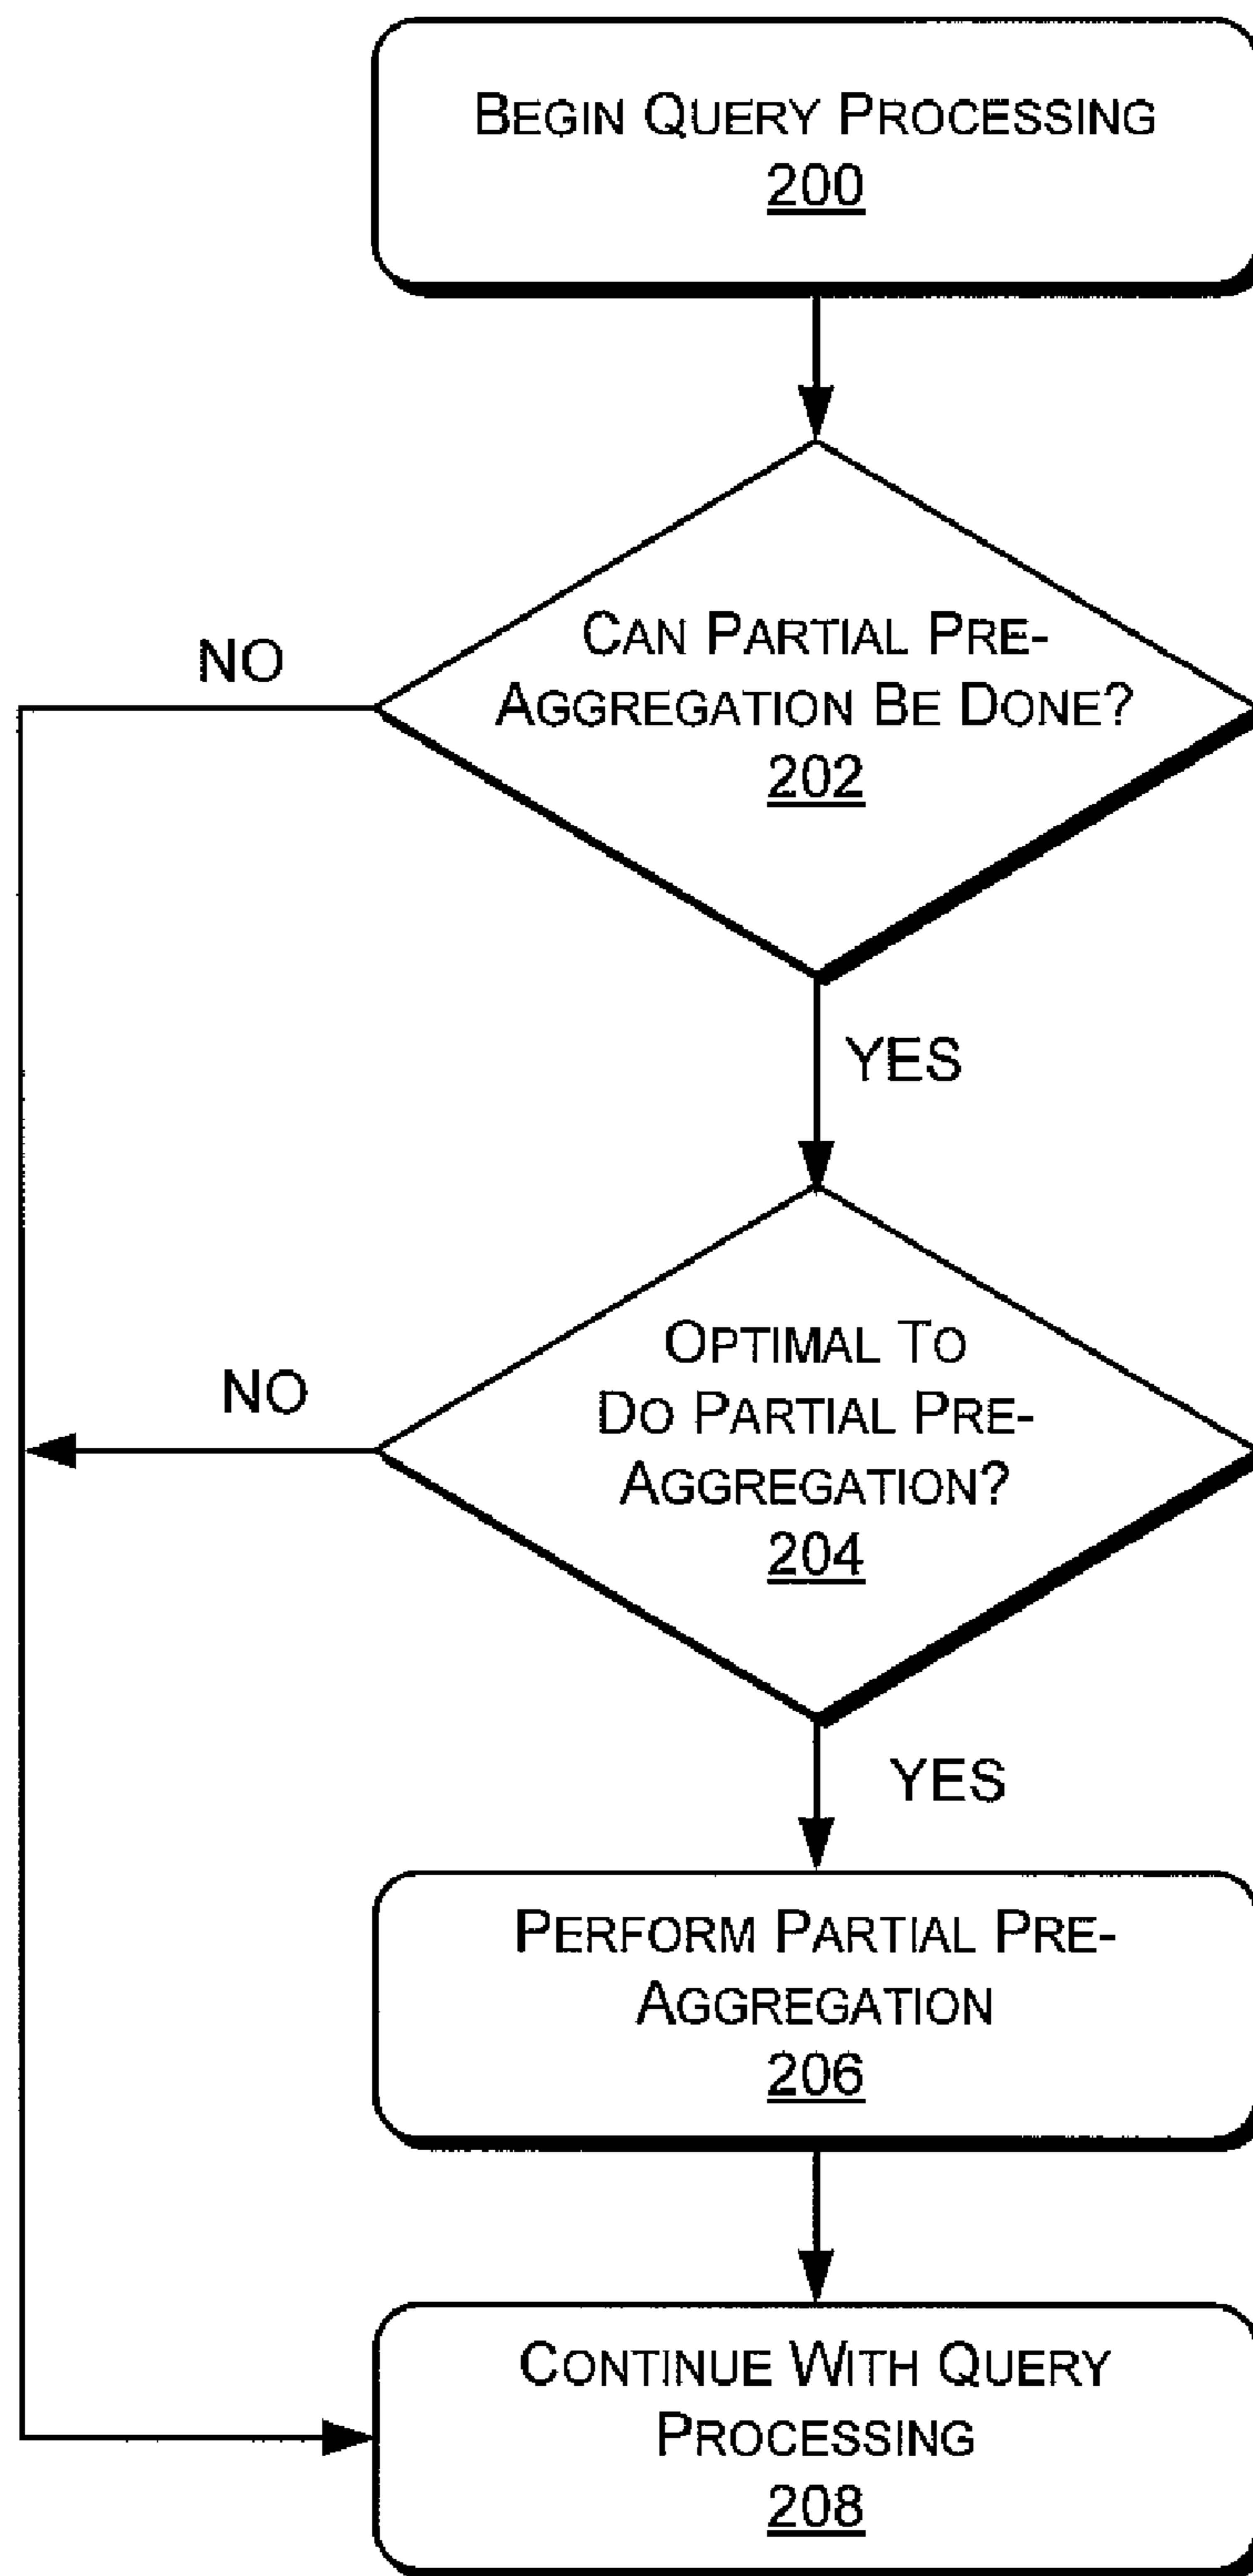 BEGIN QUERY PROCESSING
200
CAN PARTIAL PRE-
AGGREGATION BE DONE?
202
NO
YES
OPTIMAL TO
DO PARTIAL PRE-
AGGREGATION?
204
NO
YES
PERFORM PARTIAL PRE-
AGGREGATION
206
CONTINUE WITH QUERY
PROCESSING
208